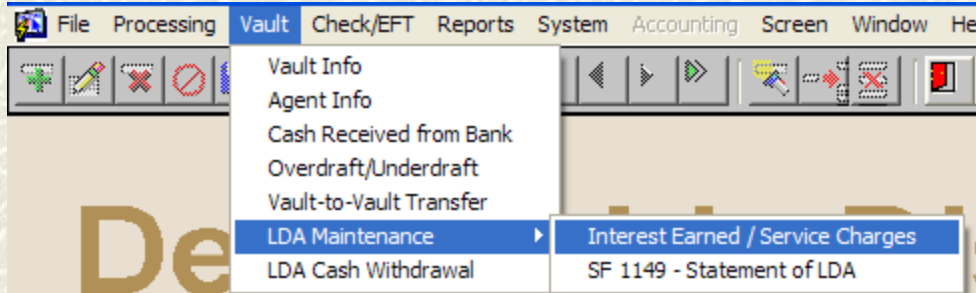 File Processing Vault Check/EFT Reports System Accounting Screen Window He
Vault Info
Agent Info
Cash Received from Bank
Overdraft/Underdraft
Vault-to-Vault Transfer
LDA Maintenance
Interest Earned / Service Charges
LDA Cash Withdrawal
SF 1149 - Statement of LDA
De